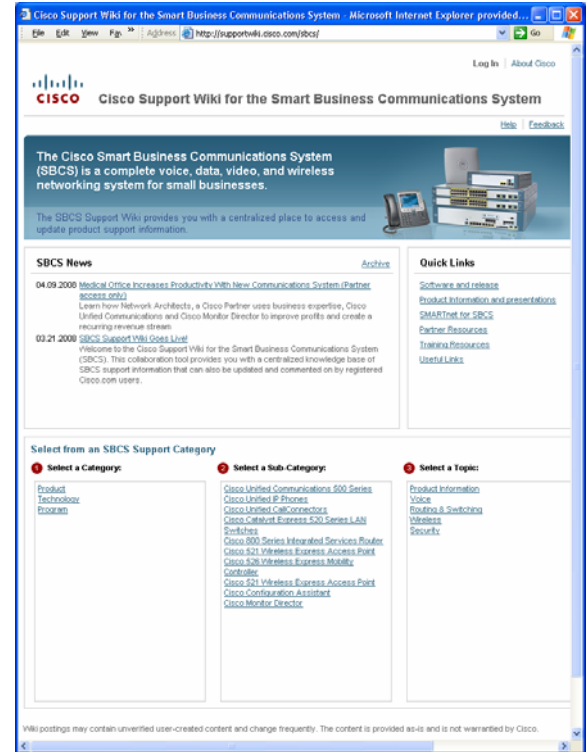 Cisco Support Wiki for the Smart Business Communications System - Microsoft Internet Explorer provided...
File Edit View Fav » Address http://supportwiki.cisco.com/sbcs/ Go
Log In | About Cisco
CISCO Cisco Support Wiki for the Smart Business Communications System
Help | Feedback
The Cisco Smart Business Communications System
(SBCS) is a complete voice, data, video, and wireless
networking system for small businesses.
The SBCS Support Wiki provides you with a centralized place to access and
update product support information.
SBCS News
Archive
04.09.2008 Medical Office Increases Productivity With New Communications System (Partner
access only)
Learn how Network Architects, a Cisco Partner uses business expertise, Cisco
Unified Communications and Cisco Monitor Director to improve profits and create a
recurring revenue stream
03.21.2008 SBCS Support Wiki Goes Live!
Welcome to the Cisco Support Wiki for the Smart Business Communications System
(SBCS). This collaboration tool provides you with a centralized knowledge base of
SBCS support information that can also be updated and commented on by registered
Cisco.com users.
Quick Links
Software and release
Product Information and presentations
SMARTnet for SBCS
Partner Resources
Training Resources
Useful Links
Select from an SBCS Support Category
1 Select a Category:
Product
Technology
Program
2 Select a Sub-Category:
Cisco Unified Communications 500 Series
Cisco Unified IP Phones
Cisco Unified CallConnectors
Cisco Catalyst Express 520 Series LAN
Switches
Cisco 800 Series Integrated Services Router
Cisco 521 Wireless Express Access Point
Cisco 526 Wireless Express Mobility
Controller
Cisco 521 Wireless Express Access Point
Cisco Configuration Assistant
Cisco Monitor Director
3 Select a Topic:
Product Information
Voice
Routing & Switching
Wireless
Security
Wiki postings may contain unverified user-created content and change frequently. The content is provided as-is and is not warrantied by Cisco.